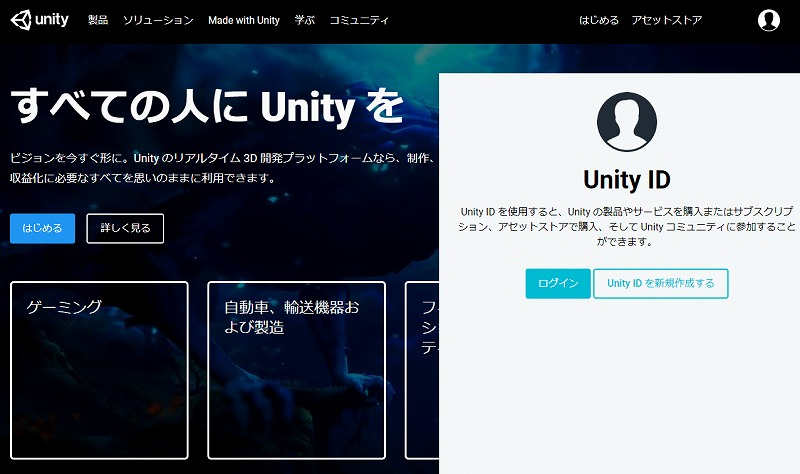 unity 製品 ソリューション Made with Unity 学ぶ コミュニティ はじめる アセットストア
すべての人に Unity を
ビジョンを今すぐ形に。Unity のリアルタイム 3D 開発プラットフォームなら、制作、
収益化に必要なすべてを思いのままに利用できます。
はじめる 詳しく見る
ゲーミング
自動車、輸送機器お
よび製造
フ
シ
テ
Unity ID
Unity ID を使用すると、Unity の製品やサービスを購入またはサブスクリプ
ション、アセットストアで購入、そして Unity コミュニティに参加すること
ができます。
ログイン Unity ID を新規作成する